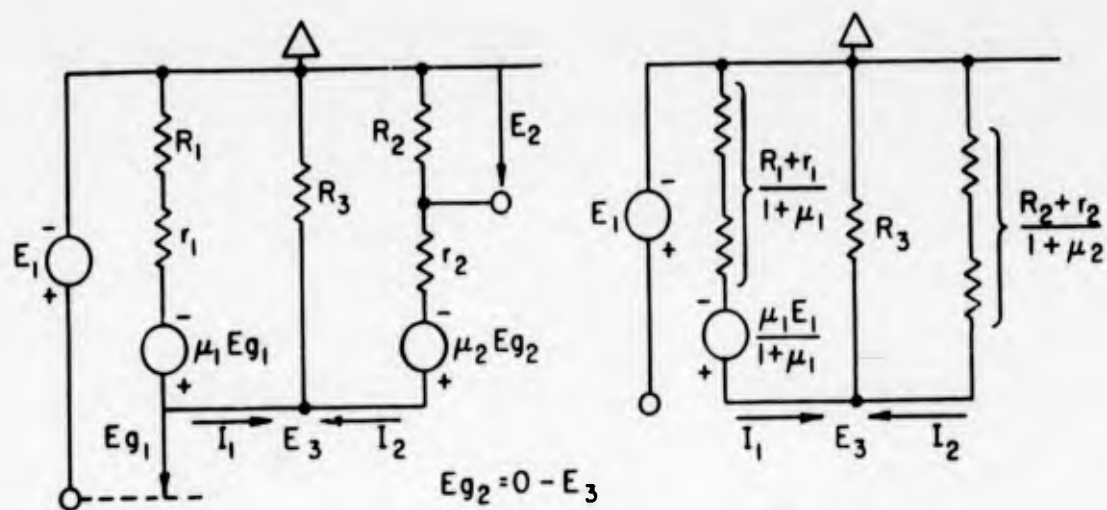 R₁
r₁
E₁
-
+
-
μ₁Eg₁
+
R₃
R₂
E₂
r₂
-
μ₂Eg₂
+
Eg₁
I₁
E₃
I₂
Eg₂=0-E₃
E₁
-
+
R₁+r₁
1+μ₁
-
μ₁E₁
1+μ₁
+
R₃
R₂+r₂
1+μ₂
I₁
E₃
I₂